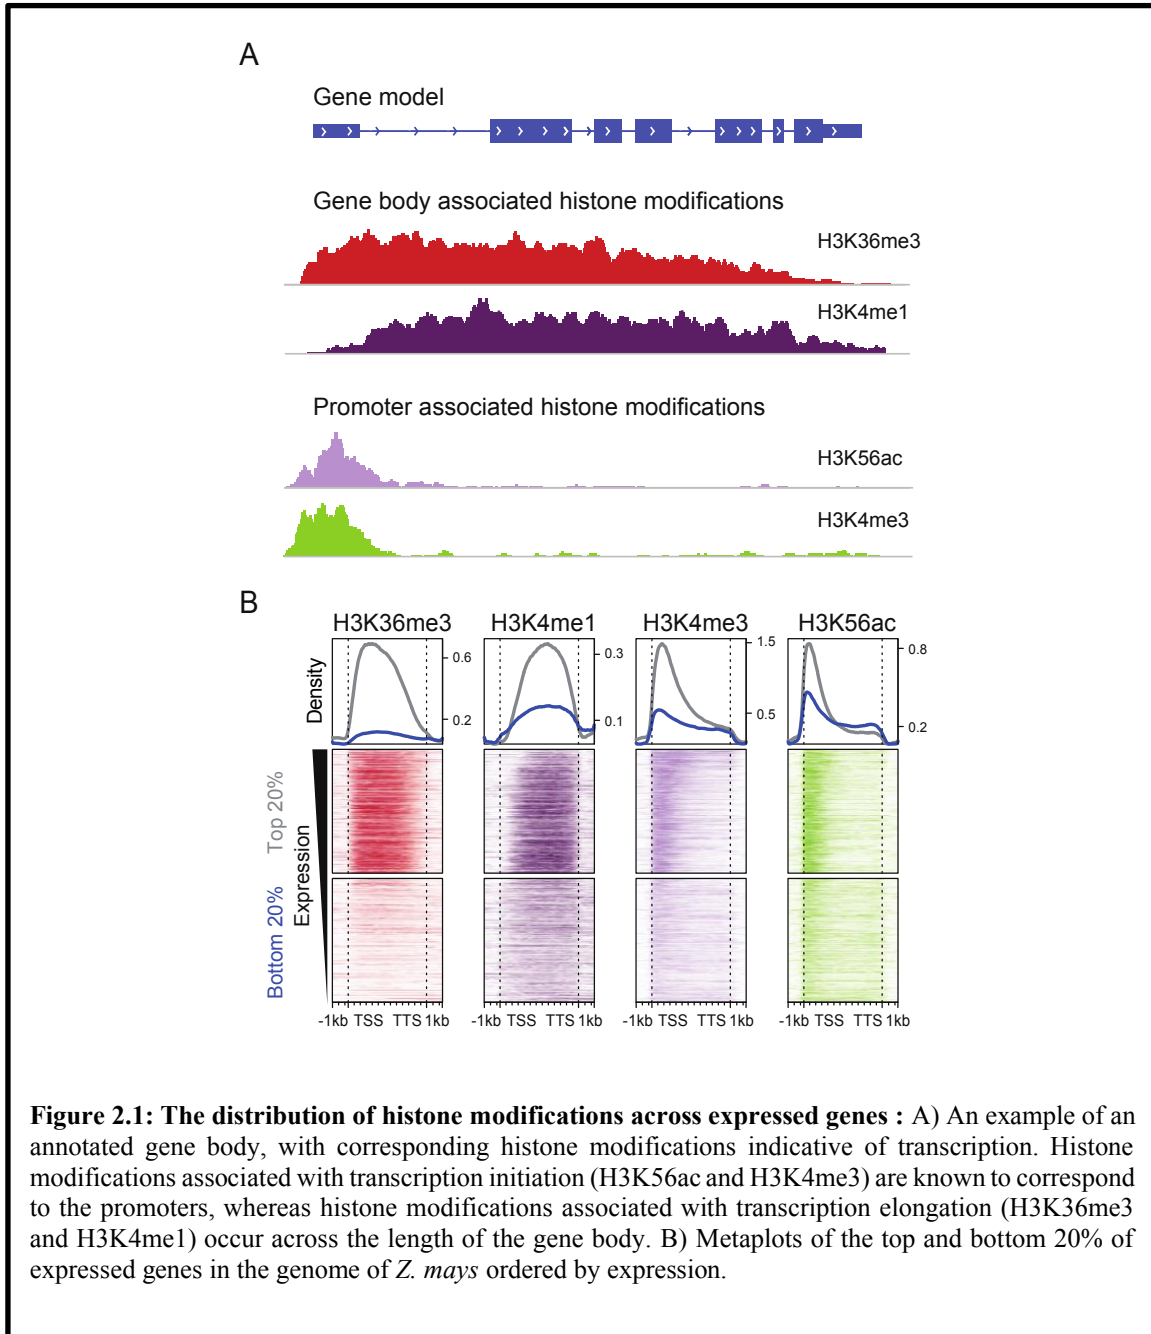 A
Gene model
Gene body associated histone modifications
H3K36me3
H3K4me1
Promoter associated histone modifications
H3K56ac
H3K4me3
B
H3K36me3 H3K4me1 H3K4me3 H3K56ac
Density
0.6
0.2
0.3
0.1
1.5
0.5
0.8
0.2
Top 20%
Bottom 20%
Expression
-1kb TSS TTS 1kb -1kb TSS TTS 1kb -1kb TSS TTS 1kb -1kb TSS TTS 1kb
Figure 2.1: The distribution of histone modifications across expressed genes : A) An example of an
annotated gene body, with corresponding histone modifications indicative of transcription. Histone
modifications associated with transcription initiation (H3K56ac and H3K4me3) are known to correspond
to the promoters, whereas histone modifications associated with transcription elongation (H3K36me3
and H3K4me1) occur across the length of the gene body. B) Metaplots of the top and bottom 20% of
expressed genes in the genome of Z. mays ordered by expression.